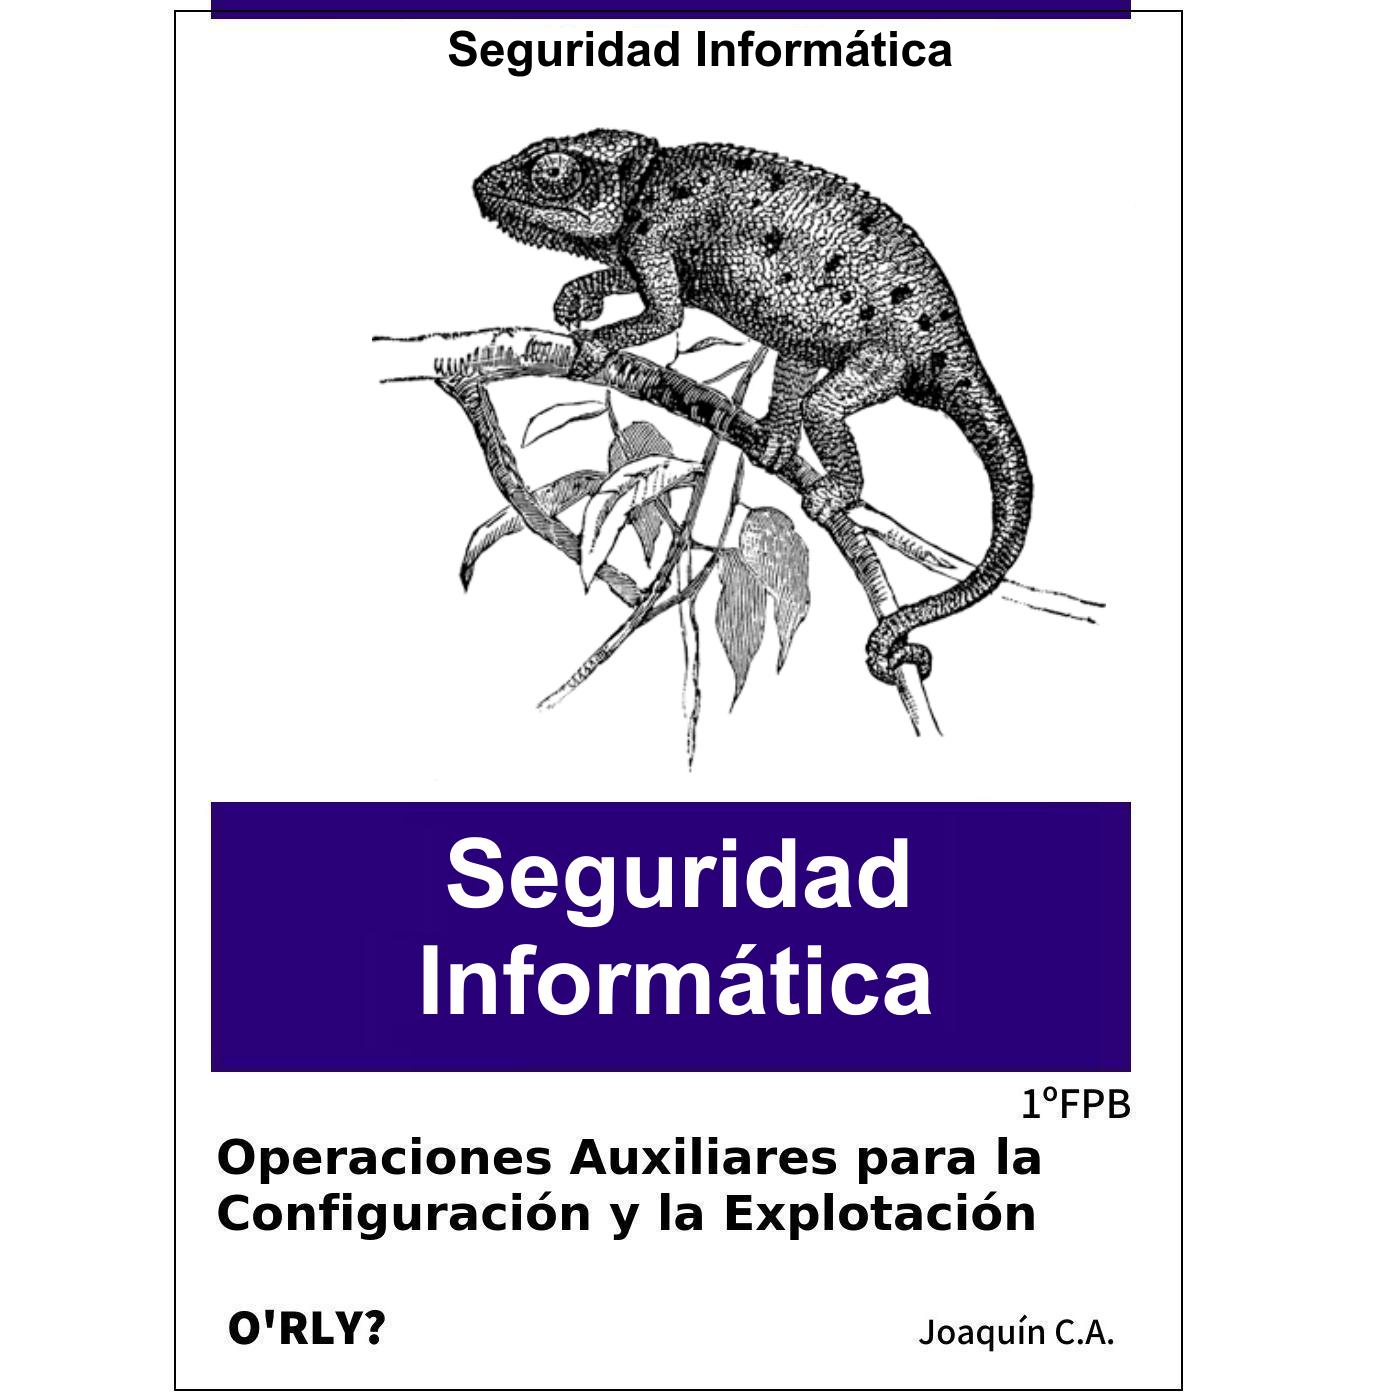 Seguridad Informática
Seguridad
Informática
1ºFPB
Operaciones Auxiliares para la
Configuración y la Explotación
O'RLY?
Joaquín C.A.